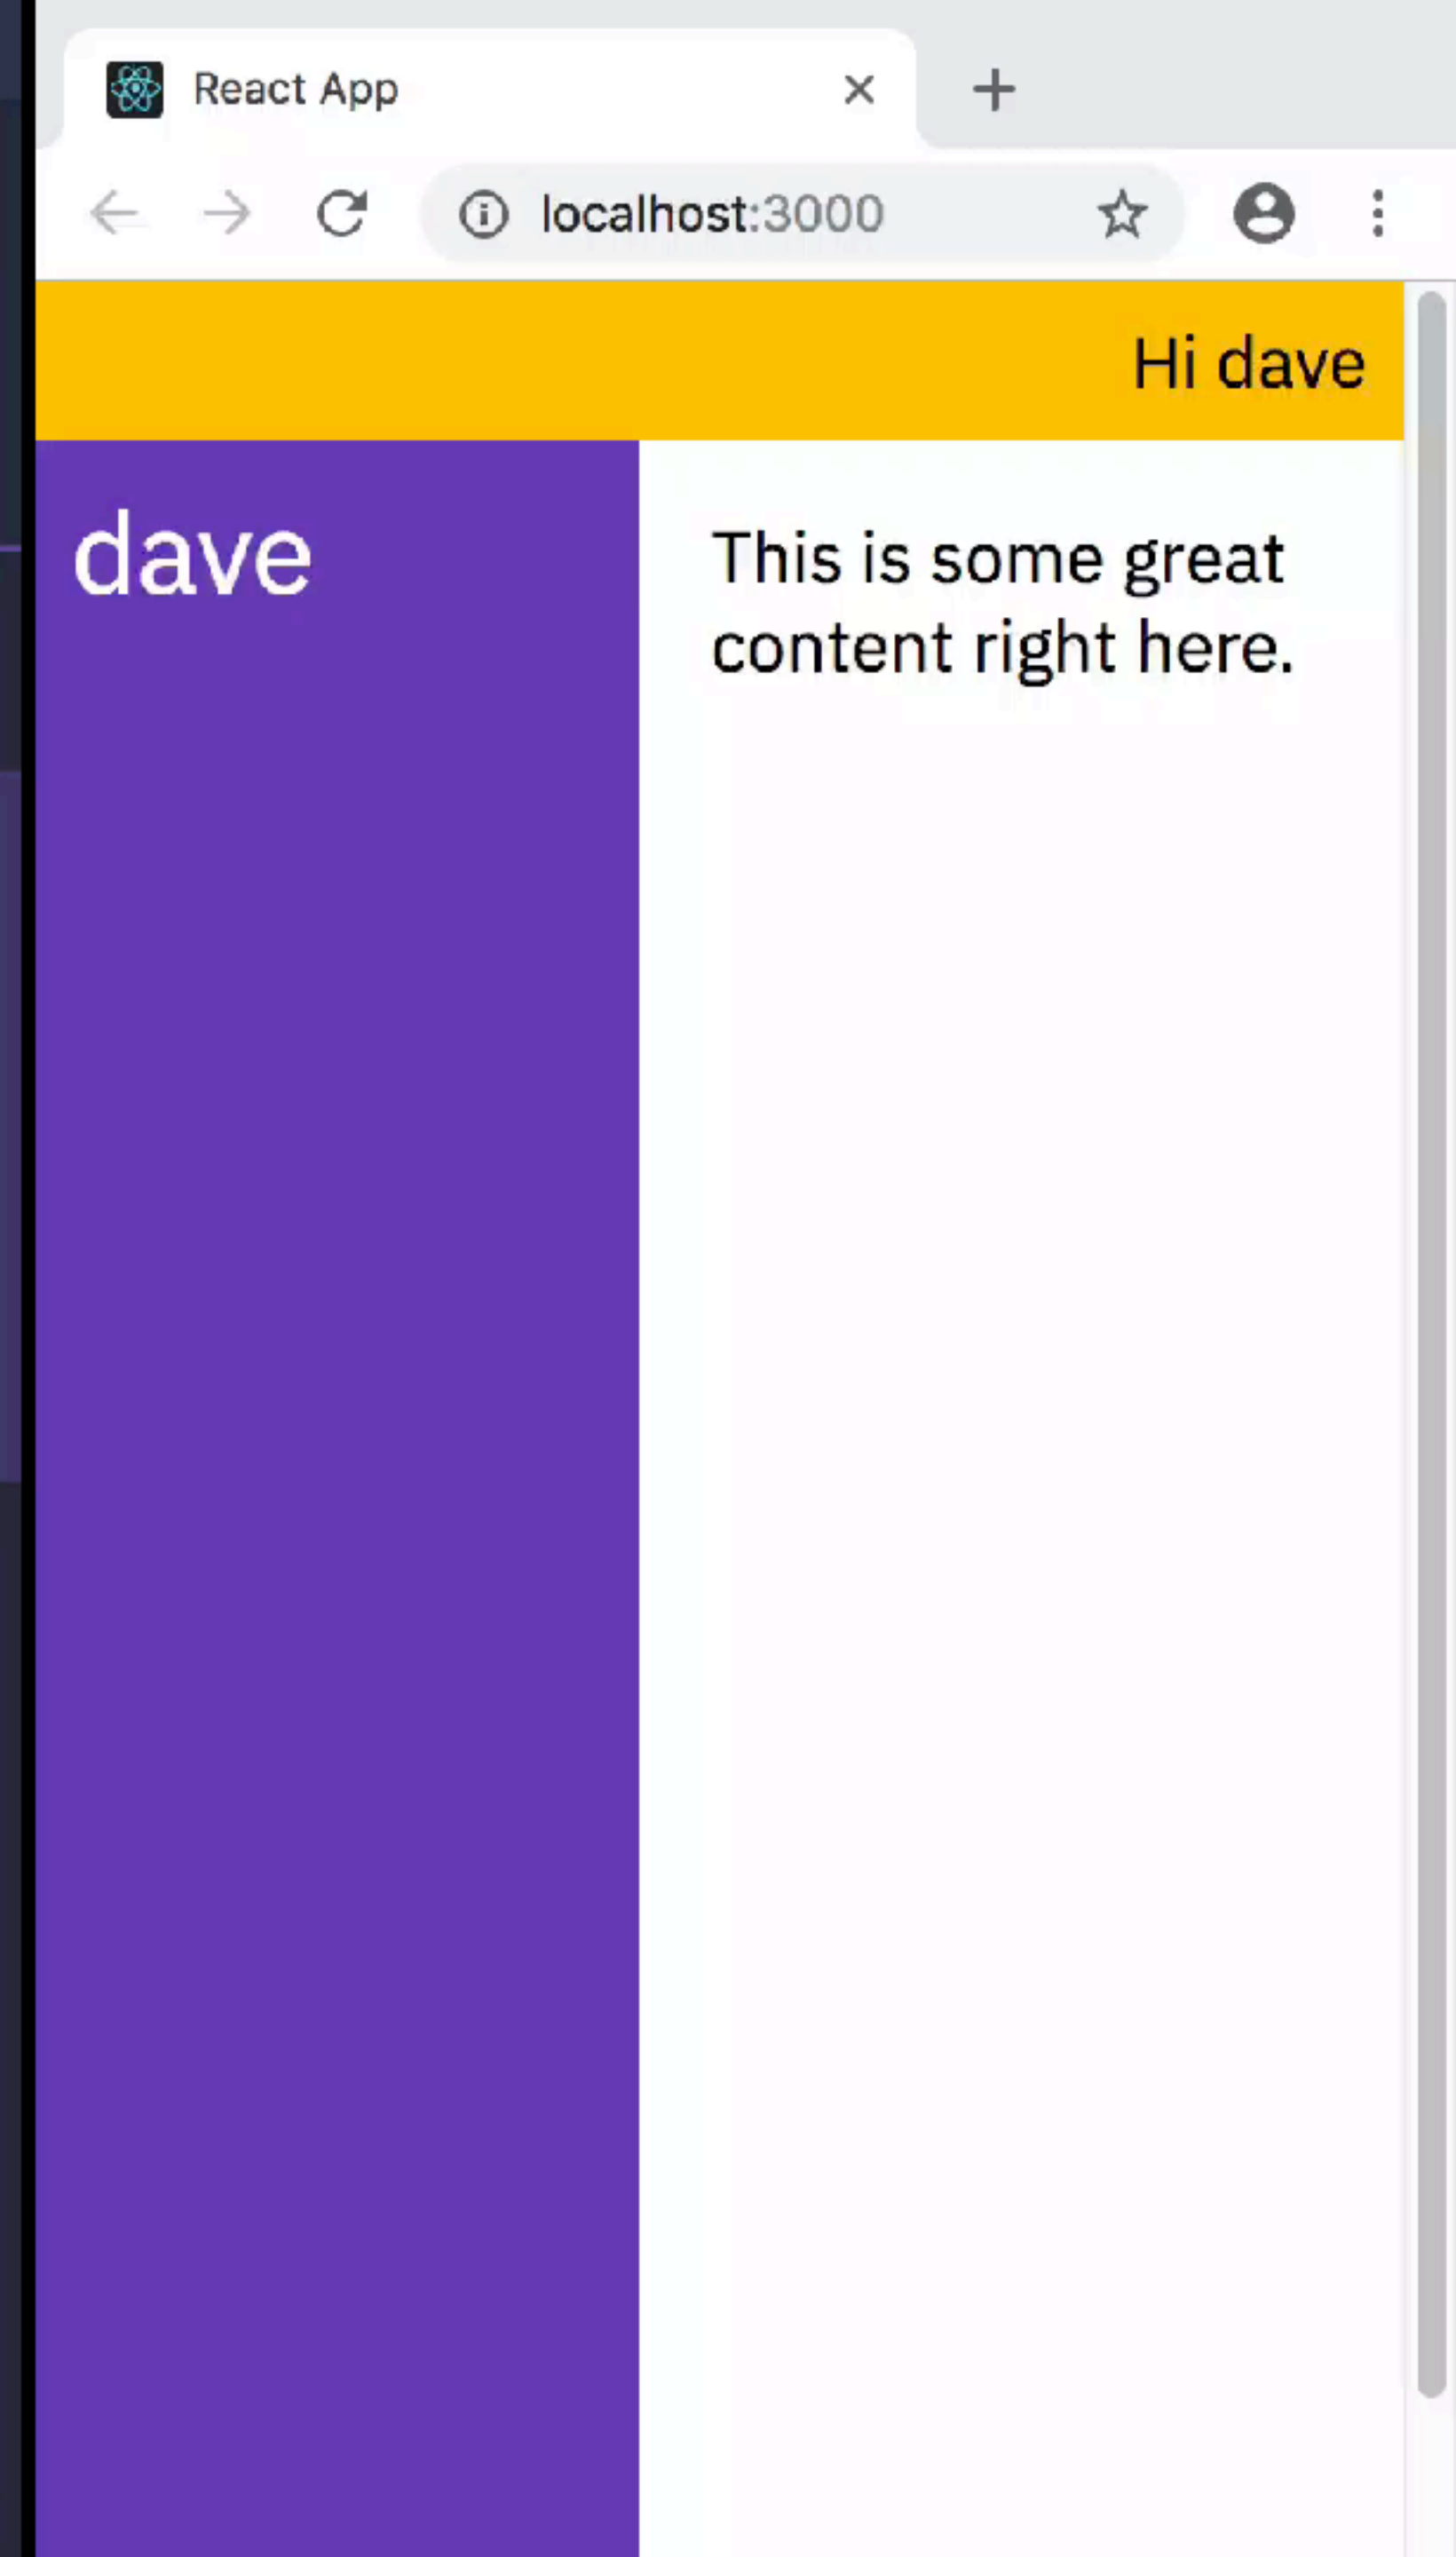 React App
localhost:3000
Hi dave
dave
This is some great
content right here.